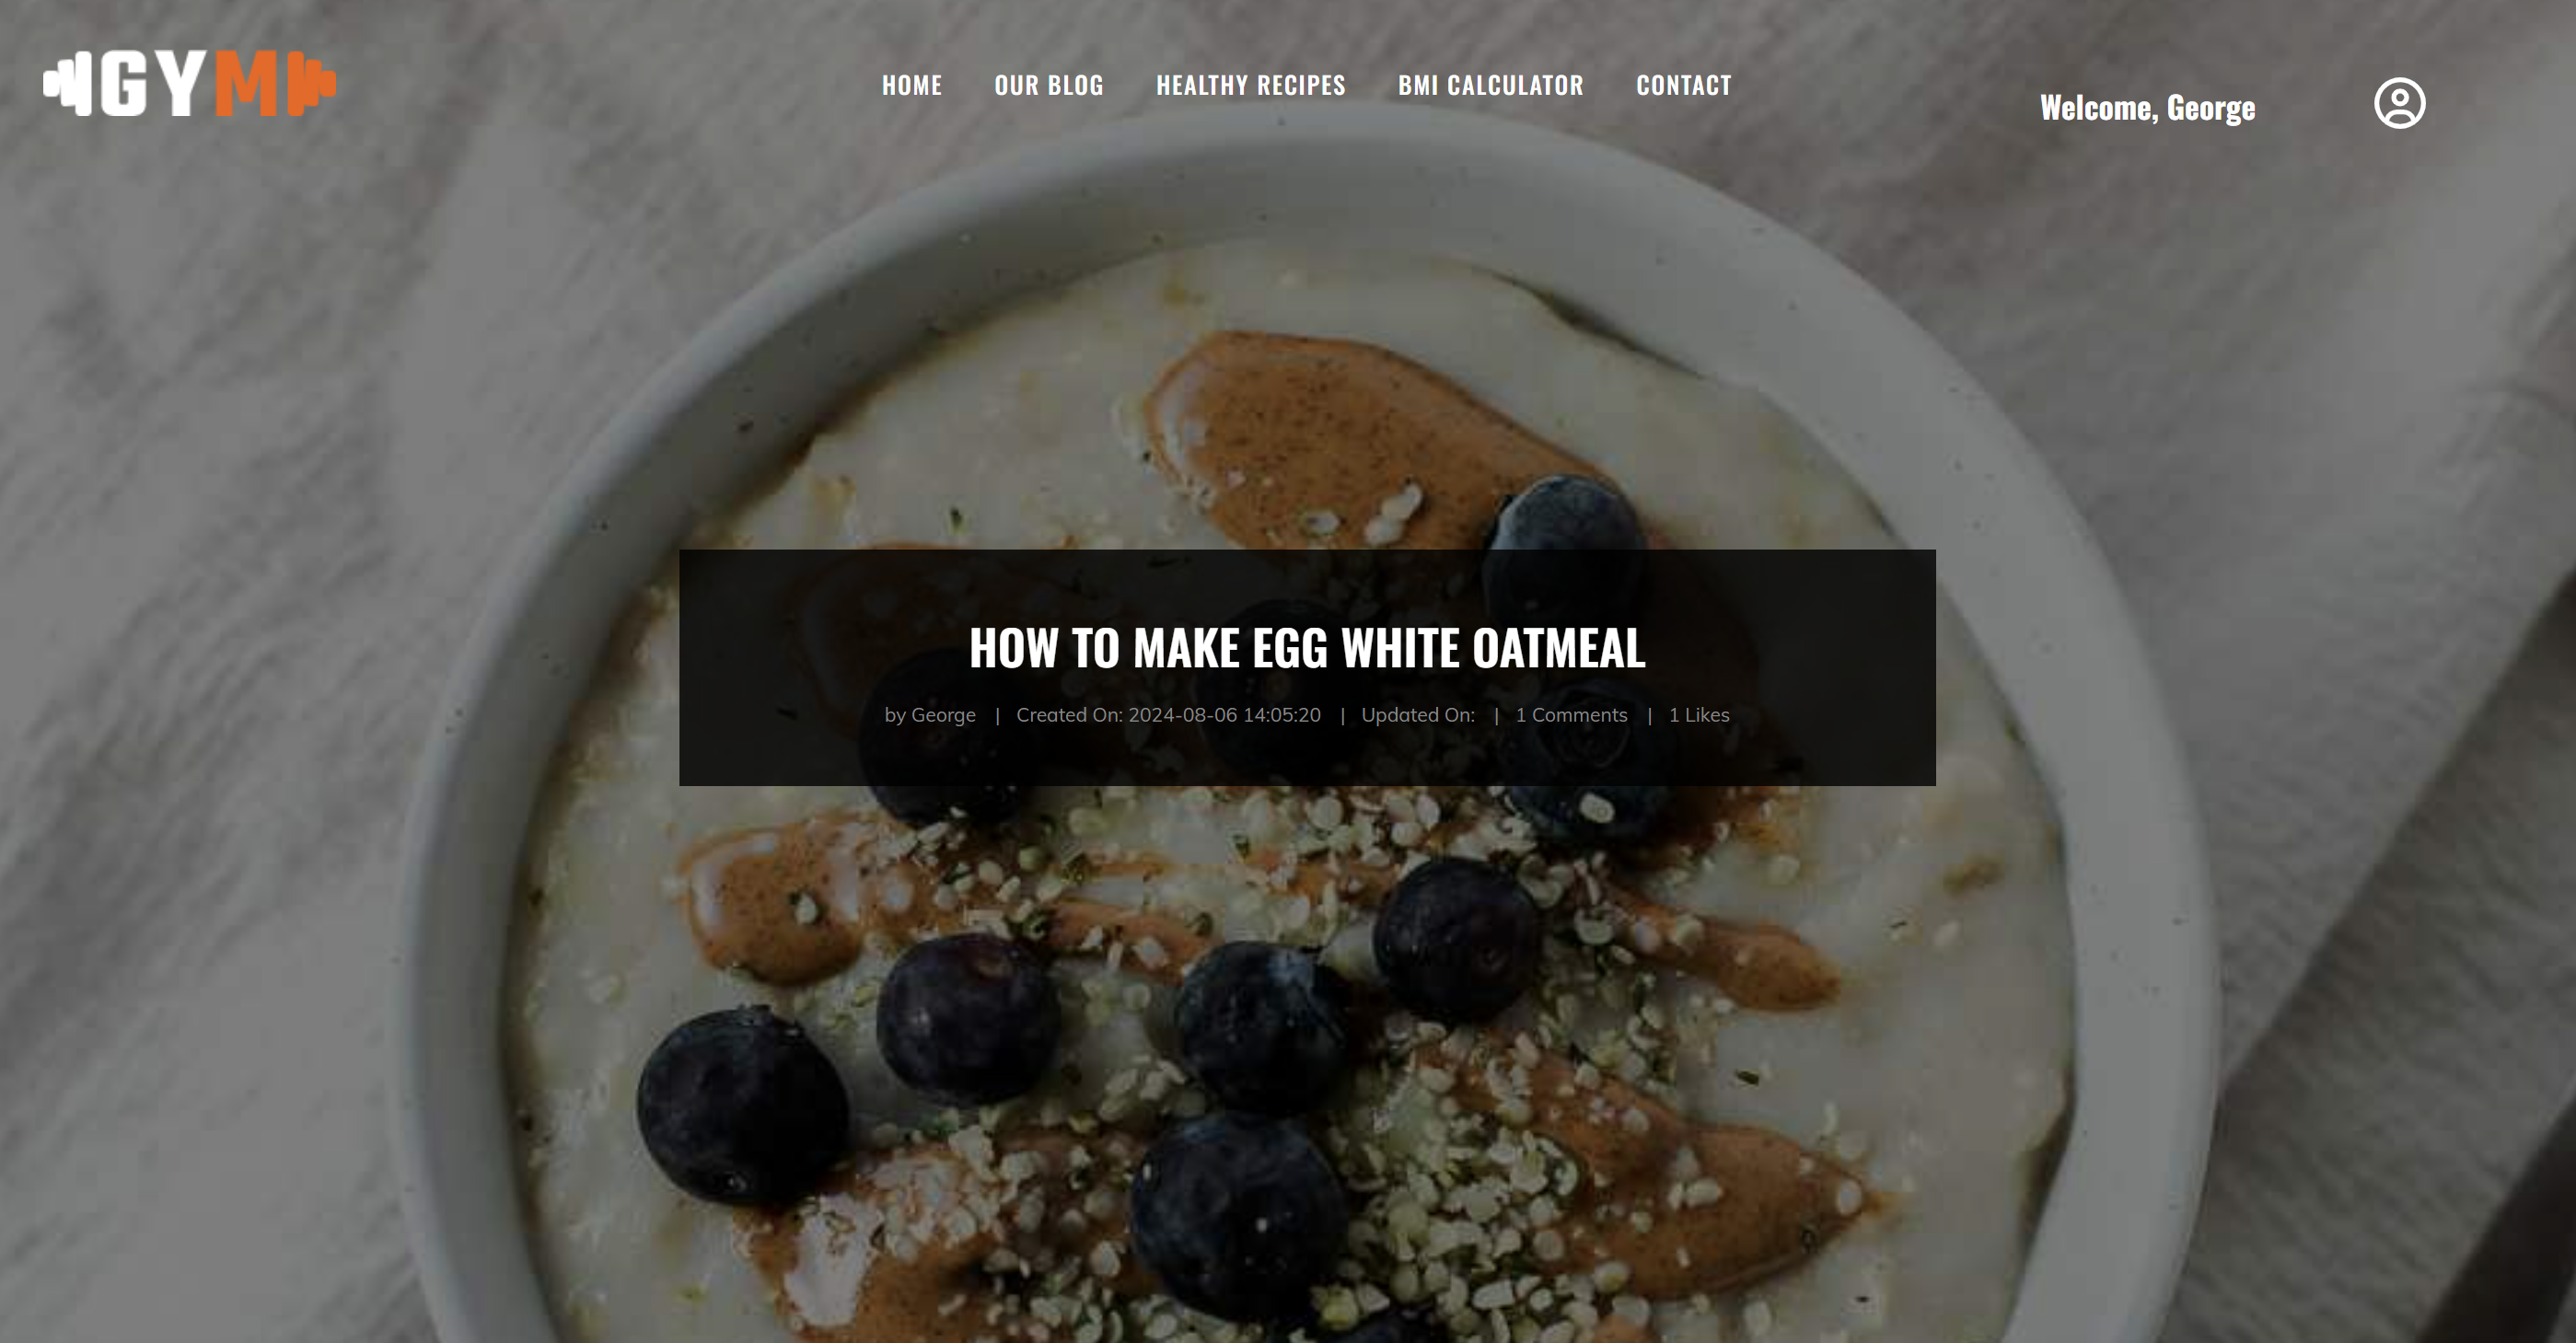 GYM
HOME OUR BLOG HEALTHY RECIPES BMI CALCULATOR CONTACT
Welcome, George
HOW TO MAKE EGG WHITE OATMEAL
by George | Created On: 2024-08-06 14:05:20 | Updated On: | 1 Comments | 1 Likes